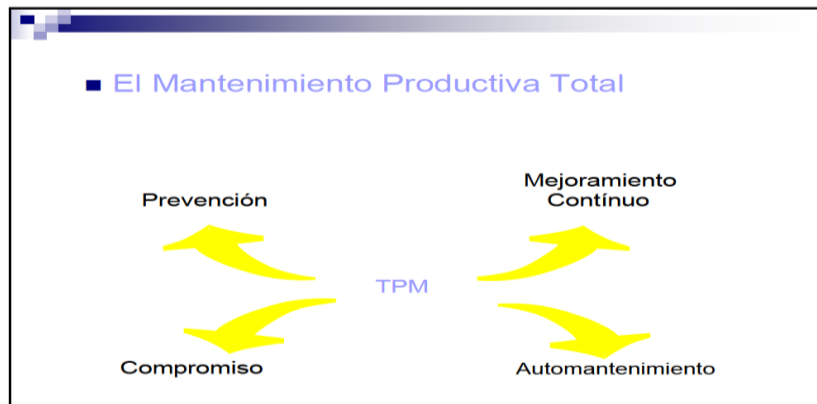 El Mantenimiento Productiva Total
Prevención
Mejoramiento
Contínuo
TPM
Compromiso
Automantenimiento